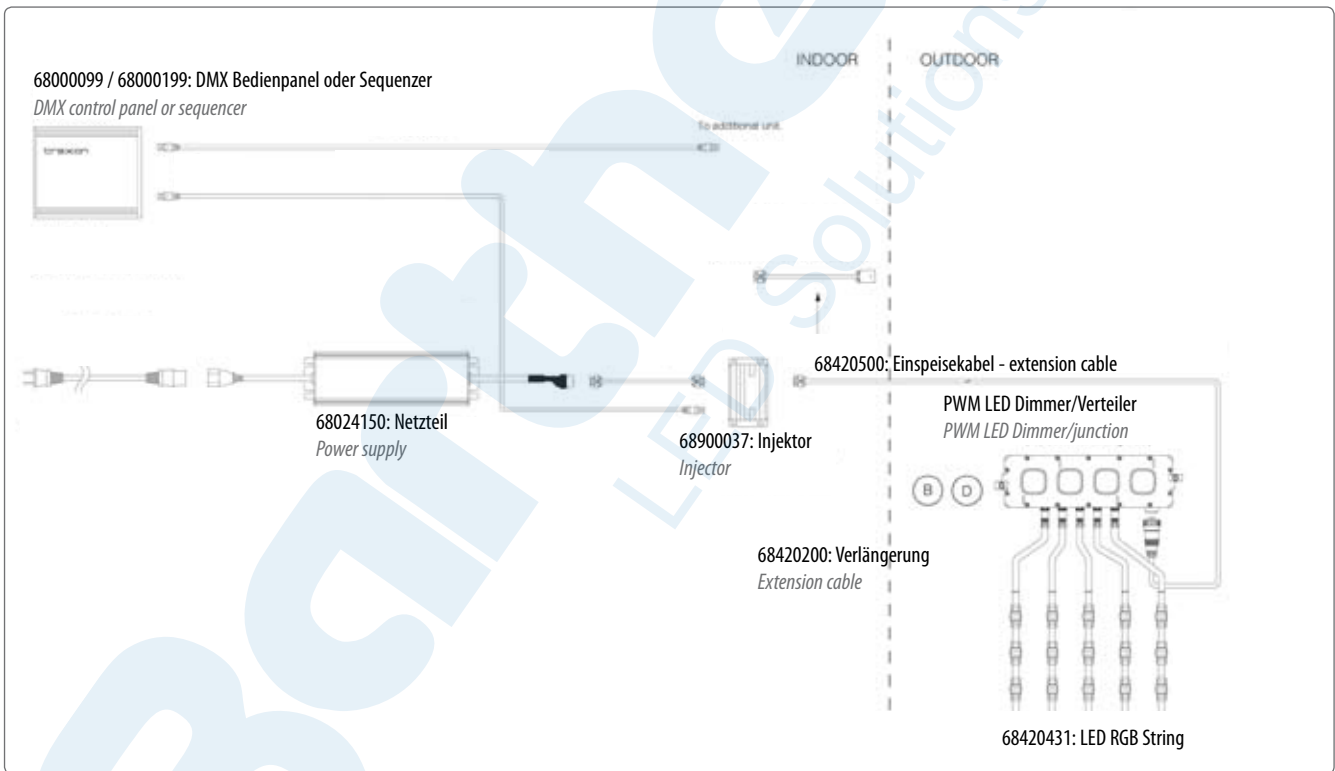 INDOOR
OUTDOOR
68000099 / 68000199: DMX Bedienpanel oder Sequenzer
DMX control panel or sequencer
To additional unit
traxon
68420500: Einspeisekabel - extension cable
68024150: Netzteil
Power supply
68900037: Injektor
Injector
PWM LED Dimmer/Verteiler
PWM LED Dimmer/junction
B D
68420200: Verlängerung
Extension cable
68420431: LED RGB String
LED Solutions